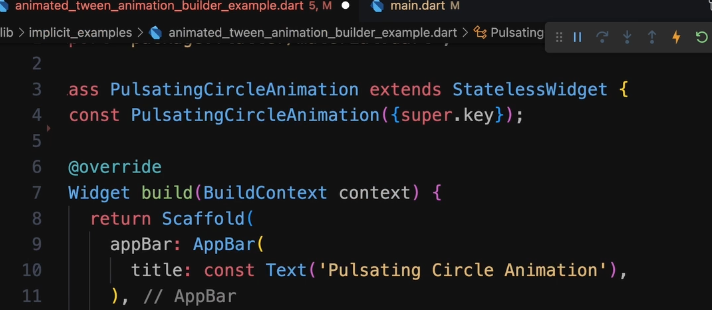 animated_tween_animation_builder_example.dart 5, M
main.dart M
lib > implicit_examples > animated_tween_animation_builder_example.dart > Pulsating
2
3 ass PulsatingCircleAnimation extends StatelessWidget {
4 const PulsatingCircleAnimation({super.key});
5
6 @override
7 Widget build(BuildContext context) {
8 return Scaffold(
9 appBar: AppBar(
10 title: const Text('Pulsating Circle Animation'),
11 ), // AppBar